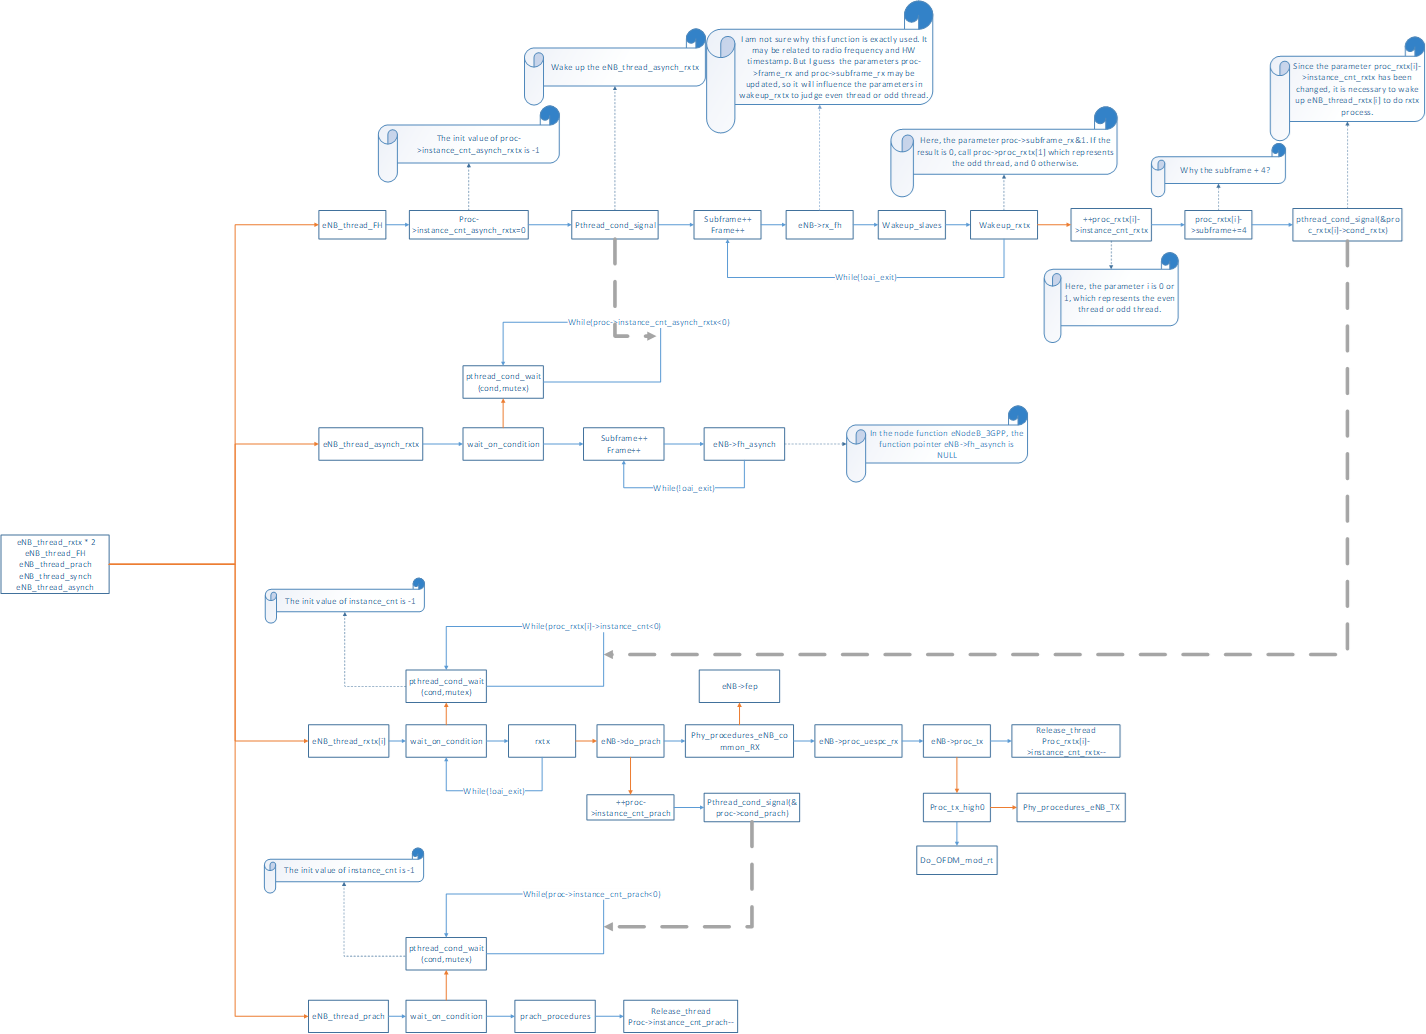 I am not sure why this function is exactly used. It
may be related to radio frequency and HW
timestamp. But I guess the parameters proc-
>frame_rx and proc->subframe_rx may be
updated, so it will influence the parameters in
wakeup_rxtx to judge even thread or odd thread.
Wake up the eNB_thread_asynch_rxtx
Since the parameter proc_rxtx[i]-
>instance_cnt_rxtx has been
changed, it is necessary to wake
up eNB_thread_rxtx[i] to do rxtx
process.
The init value of proc-
>instance_cnt_asynch_rxtx is -1
Here, the parameter proc->subframe_rx&1. If the
result is 0, call proc->proc_rxtx[1] which represents
the odd thread, and 0 otherwise.
Why the subframe + 4?
eNB_thread_FH
Proc-
>instance_cnt_asynch_rxtx=0
Pthread_cond_signal
Subframe++
Frame++
eNB->rx_fh
Wakeup_slaves
Wakeup_rxtx
++proc_rxtx[i]-
>instance_cnt_rxtx
proc_rxtx[i]-
>subframe+=4
pthread_cond_signal(&pro
c_rxtx[i]->cond_rxtx)
While(!oai_exit)
Here, the parameter i is 0 or
1, which represents the even
thread or odd thread.
While(proc->instance_cnt_asynch_rxtx<0)
pthread_cond_wait
(cond,mutex)
eNB_thread_asynch_rxtx
wait_on_condition
Subframe++
Frame++
eNB->fh_asynch
In the node function eNodeB_3GPP, the
function pointer eNB->fh_asynch is
NULL
While(!oai_exit)
eNB_thread_rxtx * 2
eNB_thread_FH
eNB_thread_prach
eNB_thread_synch
eNB_thread_asynch
The init value of instance_cnt is -1
While(proc_rxtx[i]->instance_cnt<0)
pthread_cond_wait
(cond,mutex)
eNB->fep
eNB_thread_rxtx[i]
wait_on_condition
rxtx
eNB->do_prach
Phy_procedures_eNB_co
mmon_RX
eNB->proc_uespc_rx
eNB->proc_tx
Release_thread
Proc_rxtx[i]-
>instance_cnt_rxtx--
While(!oai_exit)
++proc-
>instance_cnt_prach
Pthread_cond_signal(&
proc->cond_prach)
Proc_tx_high0
Phy_procedures_eNB_TX
Do_OFDM_mod_rt
The init value of instance_cnt is -1
While(proc->instance_cnt_prach<0)
pthread_cond_wait
(cond,mutex)
eNB_thread_prach
wait_on_condition
prach_procedures
Release_thread
Proc->instance_cnt_prach--